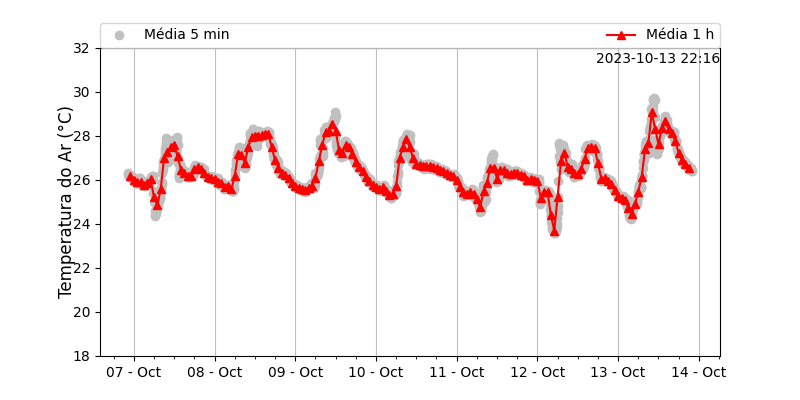 Média 5 min
Média 1 h
2023-10-13 22:16
Temperatura do Ar (°C)
32
30
28
26
24
22
20
18
07 - Oct
08 - Oct
09 - Oct
10 - Oct
11 - Oct
12 - Oct
13 - Oct
14 - Oct